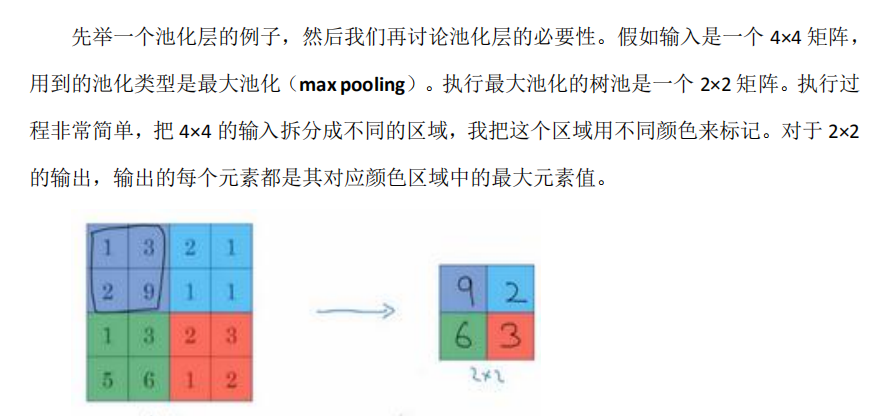 先举一个池化层的例子，然后我们再讨论池化层的必要性。假如输入是一个 4×4 矩阵，
用到的池化类型是最大池化（max pooling）。执行最大池化的树池是一个 2×2 矩阵。执行过
程非常简单，把 4×4 的输入拆分成不同的区域，我把这个区域用不同颜色来标记。对于 2×2
的输出，输出的每个元素都是其对应颜色区域中的最大元素值。
1 3 2 1
2 9 1 1
1 3 2 3
5 6 1 2
9 2
6 3
2×2